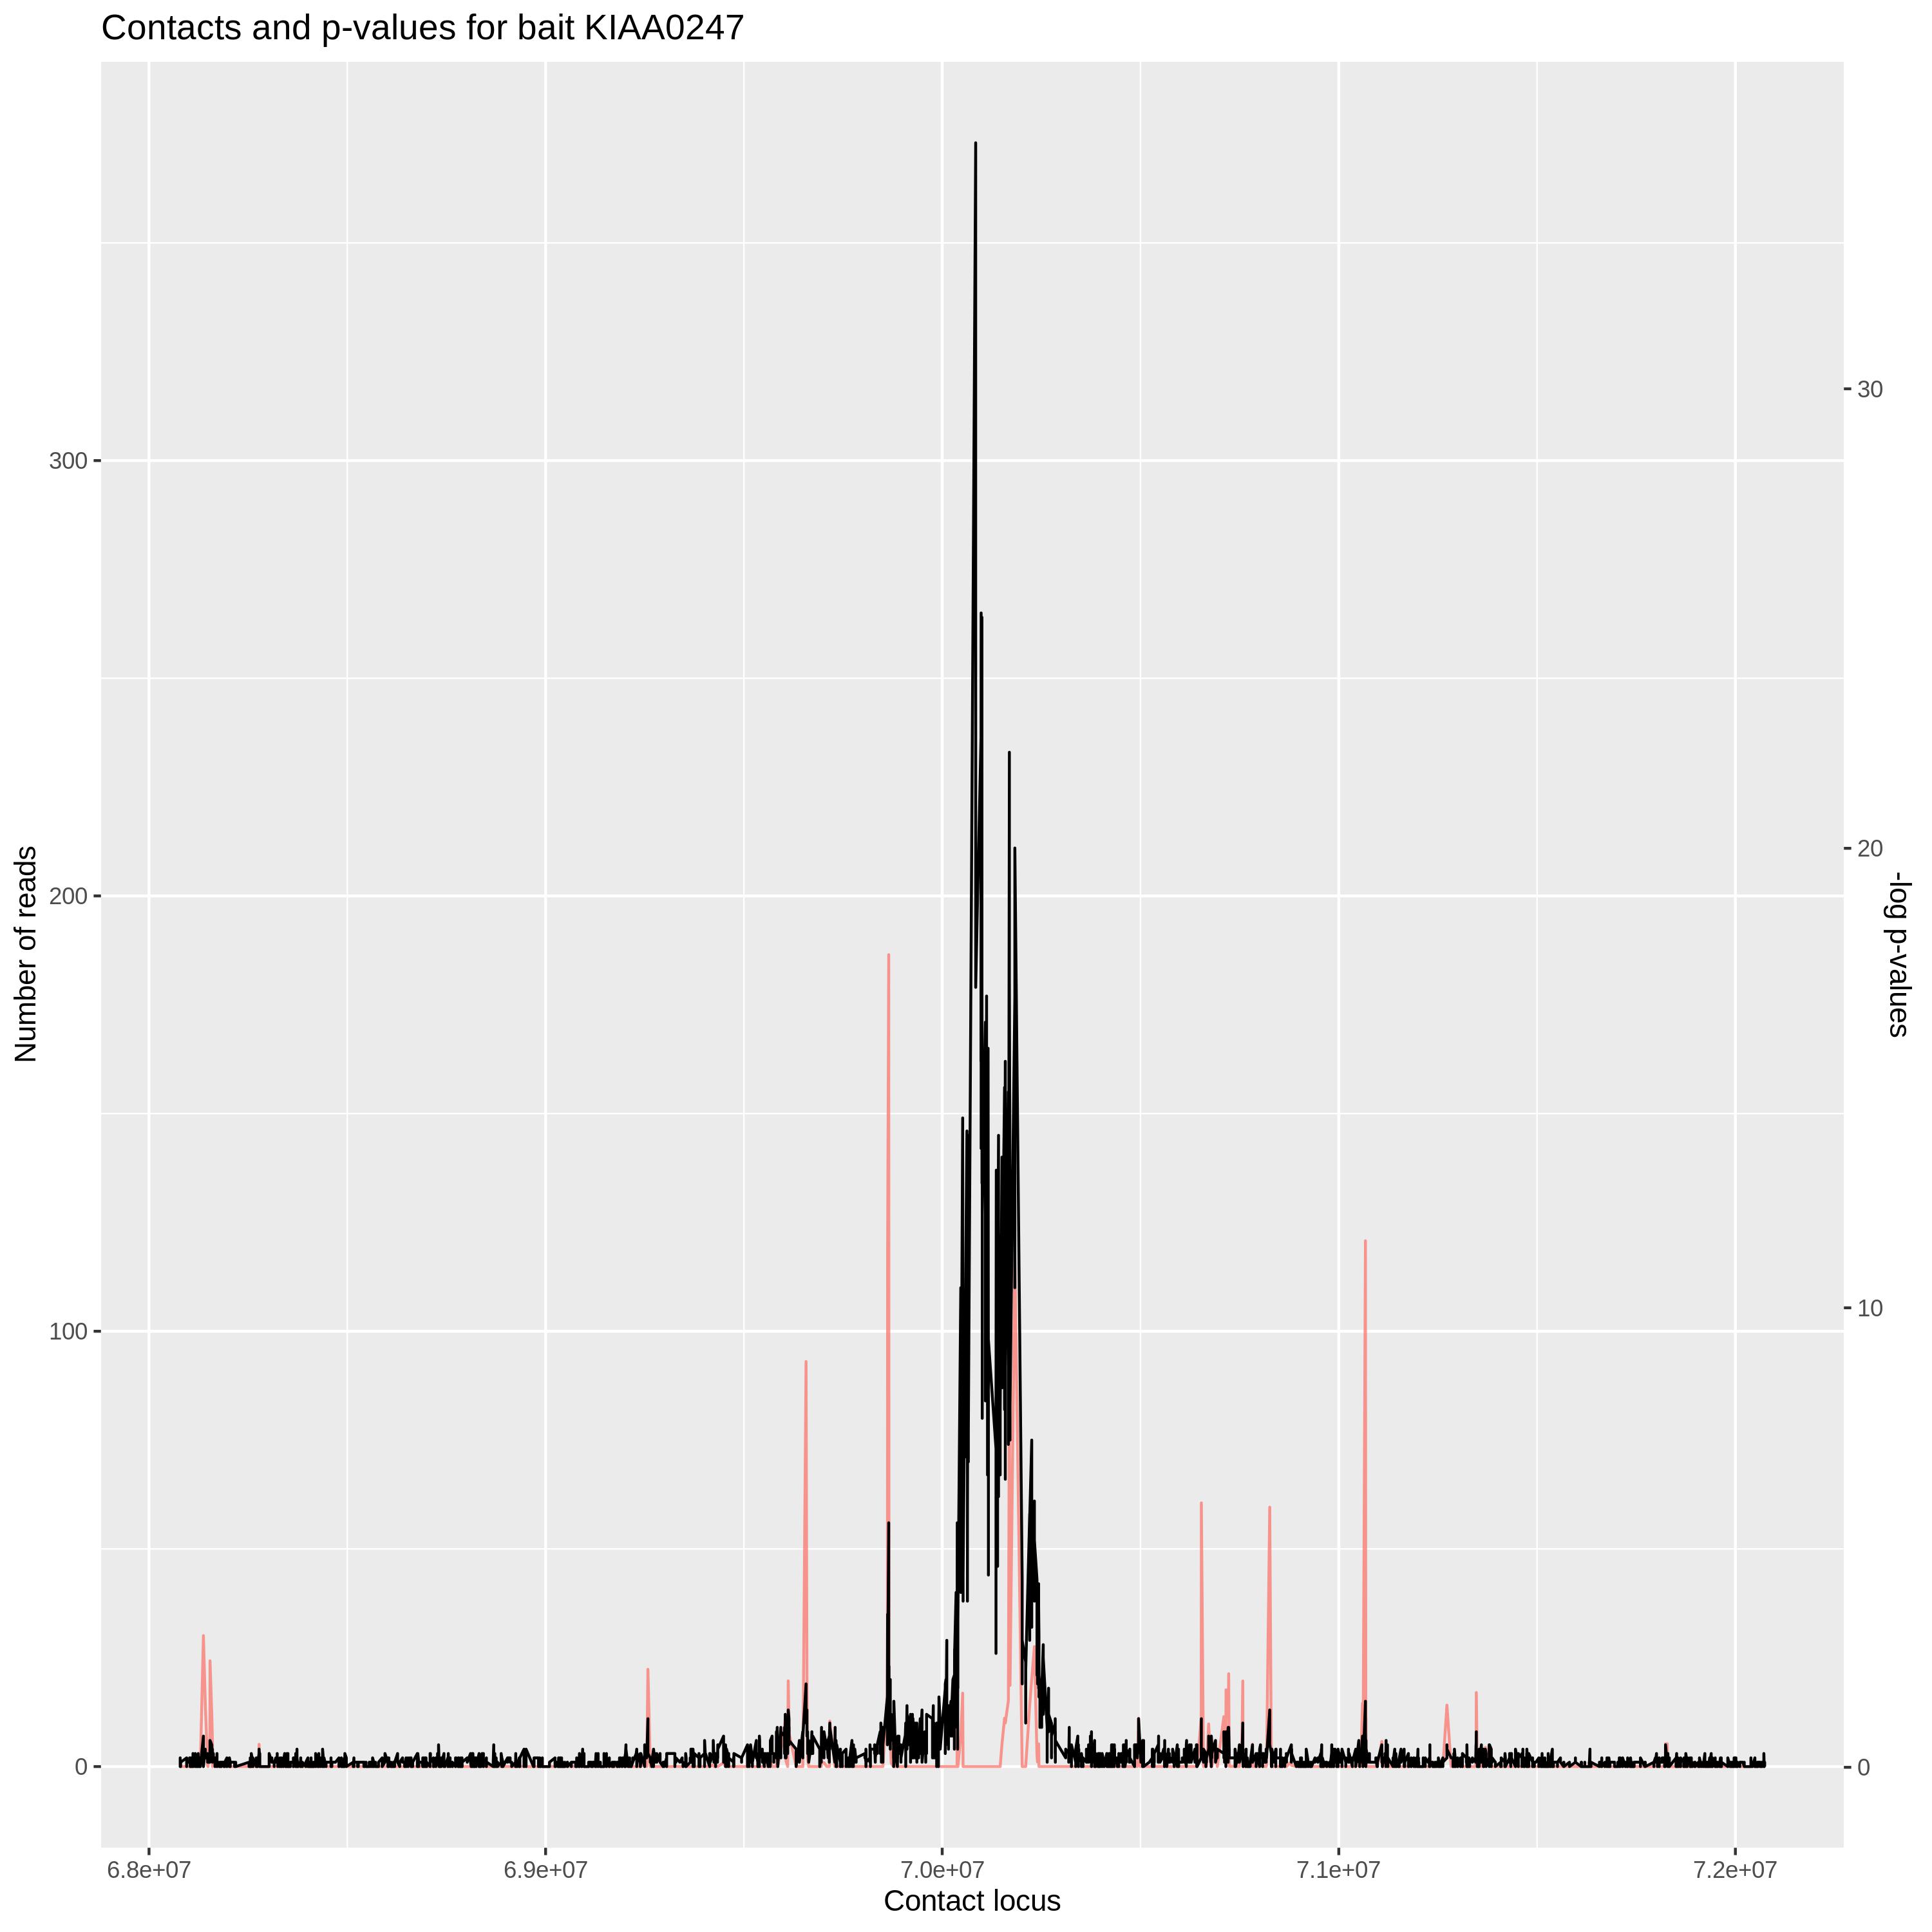 Contacts and p-values for bait KIAA0247
Number of reads
300
200
100
0
30
20
10
0
-log p-values
6.8e+07 6.9e+07 7.0e+07 7.1e+07 7.2e+07
Contact locus